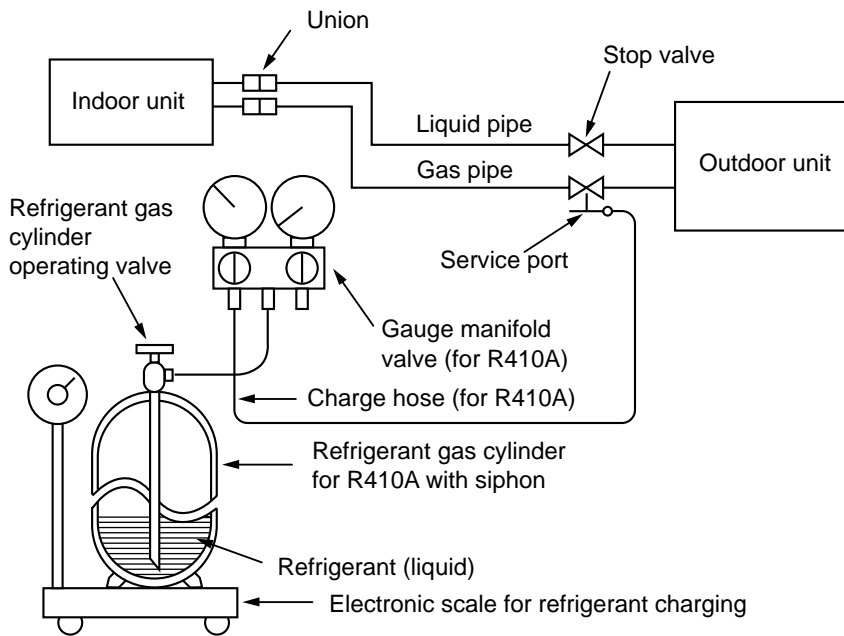 Union
Stop valve
Indoor unit
Liquid pipe
Outdoor unit
Gas pipe
Refrigerant gas
cylinder
operating valve
Service port
Gauge manifold
valve (for R410A)
Charge hose (for R410A)
Refrigerant gas cylinder
for R410A with siphon
Refrigerant (liquid)
Electronic scale for refrigerant charging